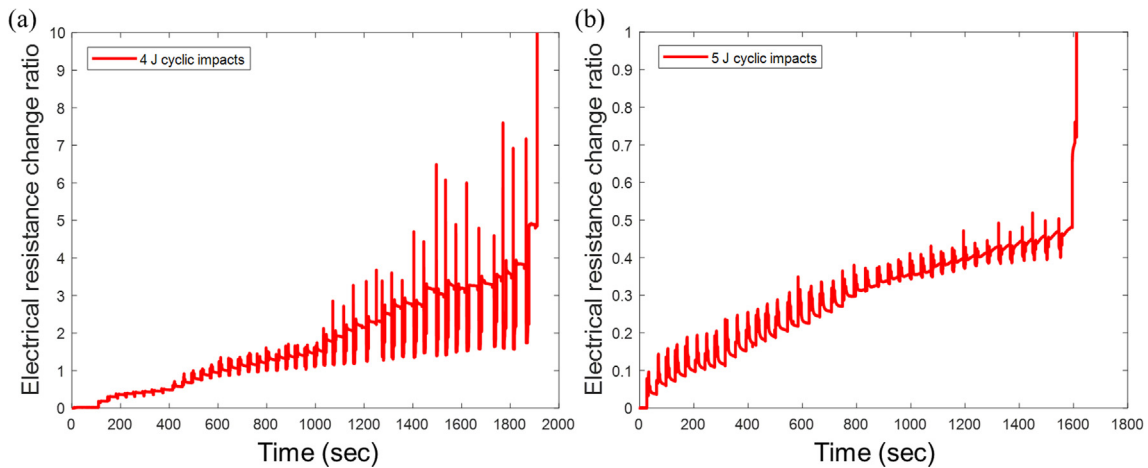 (a)
10
9
8
7
6
5
4
3
2
1
0
Electrical resistance change ratio
4 J cyclic impacts
0 200 400 600 800 1000 1200 1400 1600 1800 2000
Time (sec)
(b)
1
0.9
0.8
0.7
0.6
0.5
0.4
0.3
0.2
0.1
0
Electrical resistance change ratio
5 J cyclic impacts
0 200 400 600 800 1000 1200 1400 1600 1800
Time (sec)